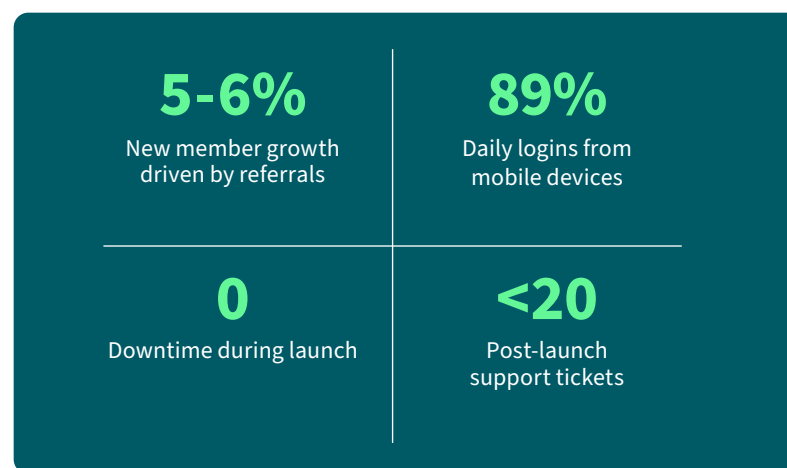 5-6%
New member growth
driven by referrals
89%
Daily logins from
mobile devices
0
Downtime during launch
<20
Post-launch
support tickets